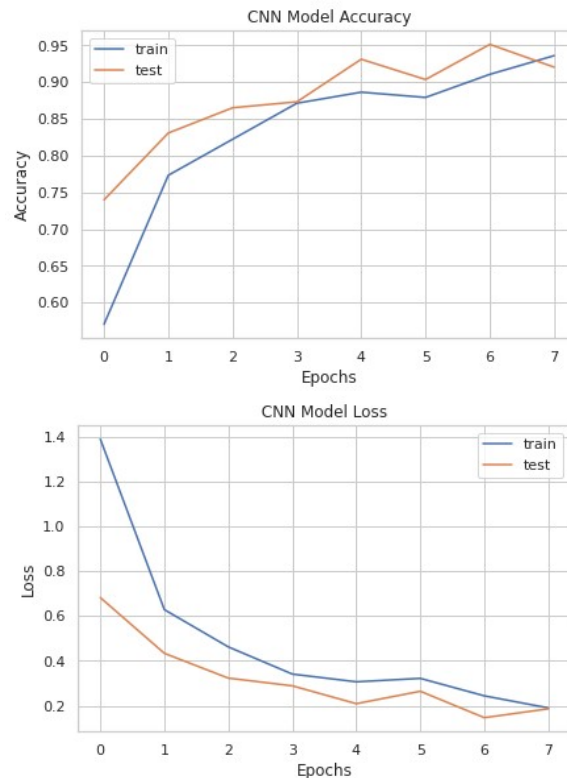 CNN Model Accuracy
train
test
0.95
0.90
0.85
0.80
0.75
0.70
0.65
0.60
Accuracy
0 1 2 3 4 5 6 7
Epochs
CNN Model Loss
train
test
1.4
1.2
1.0
0.8
0.6
0.4
0.2
Loss
0 1 2 3 4 5 6 7
Epochs